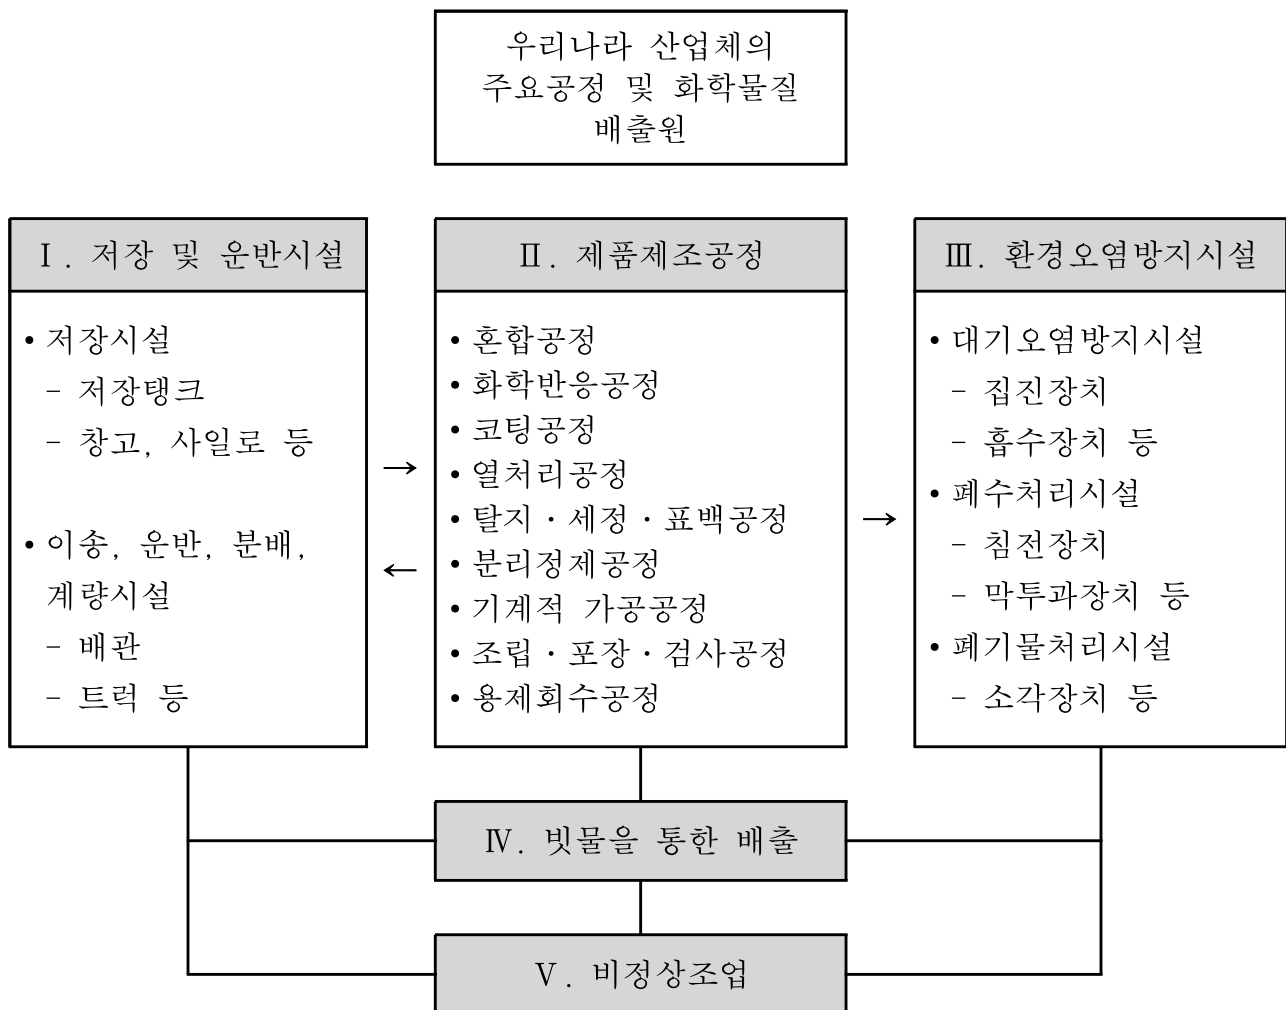 우리나라 산업체의
주요공정 및 화학물질
배출원
Ⅰ. 저장 및 운반시설
• 저장시설
- 저장탱크
- 창고, 사일로 등
• 이송, 운반, 분배,
계량시설
- 배관
- 트럭 등
→
←
Ⅱ. 제품제조공정
• 혼합공정
• 화학반응공정
• 코팅공정
• 열처리공정
• 탈지·세정·표백공정
• 분리정제공정
• 기계적 가공공정
• 조립·포장·검사공정
• 용제회수공정
→
Ⅲ. 환경오염방지시설
• 대기오염방지시설
- 집진장치
- 흡수장치 등
• 폐수처리시설
- 침전장치
- 막투과장치 등
• 폐기물처리시설
- 소각장치 등
Ⅳ. 빗물을 통한 배출
Ⅴ. 비정상조업